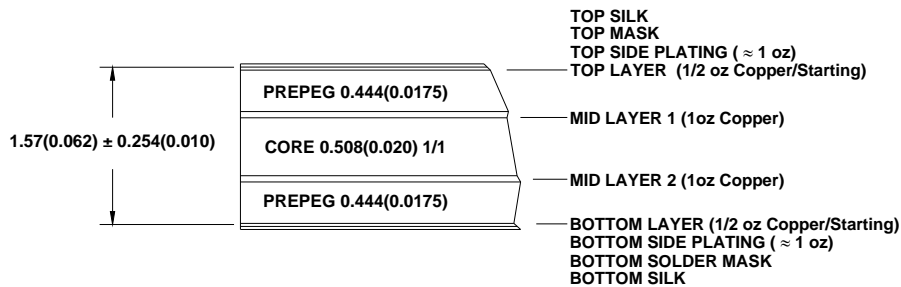 TOP SILK
TOP MASK
TOP SIDE PLATING ( ≈ 1 oz)
TOP LAYER (1/2 oz Copper/Starting)
PREPEG 0.444(0.0175)
MID LAYER 1 (1oz Copper)
1.57(0.062) ± 0.254(0.010)
CORE 0.508(0.020) 1/1
MID LAYER 2 (1oz Copper)
PREPEG 0.444(0.0175)
BOTTOM LAYER (1/2 oz Copper/Starting)
BOTTOM SIDE PLATING ( ≈ 1 oz)
BOTTOM SOLDER MASK
BOTTOM SILK